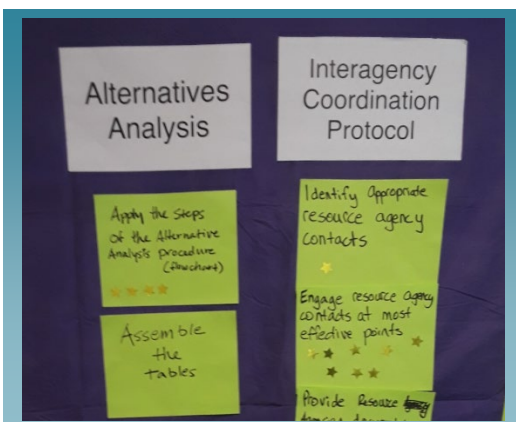 Alternatives
Analysis
Apply the Steps
of the Alternative
Analysis procedure
(flowchart)
Assemble
the
tables
Interagency
Coordination
Protocol
Identify Appropriate
resource agency
contacts
Engage resource agency
contacts at most
effective points
Provide Resource